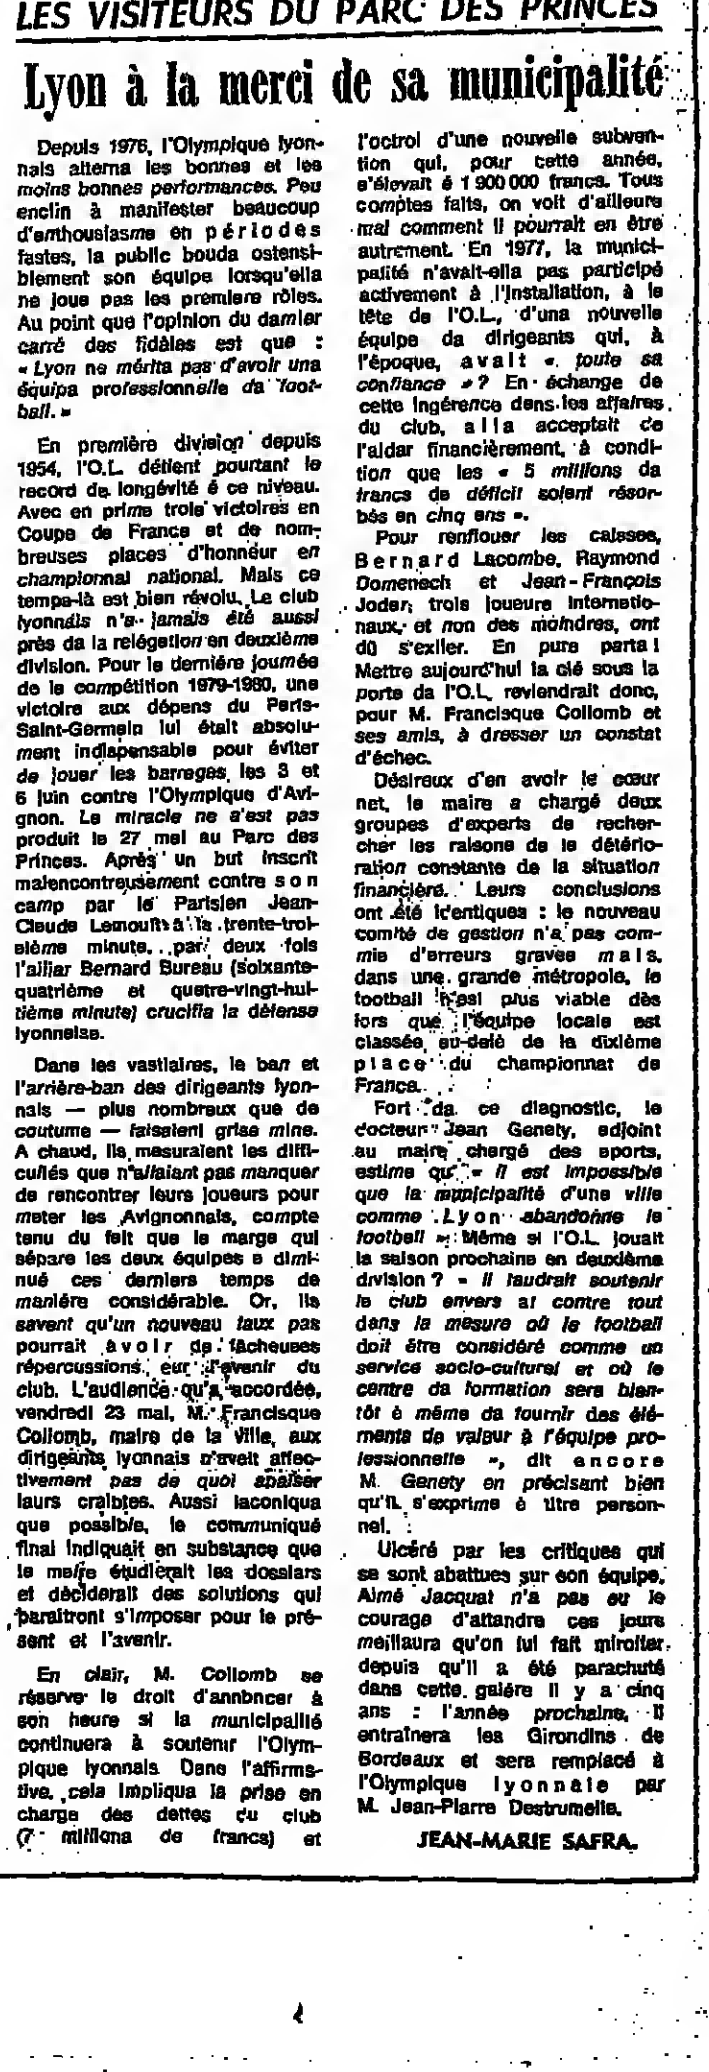 LES VISITEURS DU PARC DES PRINCES
Lyon à la merci de sa municipalité
Depuis 1976, l'Olympique lyon-
nais alterna les bonnes et les
moins bonnes performances. Peu
enclin à manifester beaucoup
d'enthousiasme en périodes
fastes, le public bouda ostensi-
blement son équipe lorsqu'elle
ne joue pas les premiers rôles.
Au point que l'opinion du dernier
carré des fidèles est que :
« Lyon ne mérite pas d'avoir une
équipe professionnelle de foot-
ball. »
En première division depuis
1954, l'O.L. détient pourtant le
record de longévité à ce niveau.
Avec en prime trois victoires en
Coupe de France et de nom-
breuses places d'honneur en
championnat national. Mais ce
temps-là est bien révolu. Le club
lyonnais n'a jamais été aussi
près de la relégation en deuxième
division. Pour la dernière journée
de la compétition 1979-1980, une
victoire aux dépens du Paris-
Saint-Germain lui était absolu-
ment indispensable pour éviter
de jouer les barrages, les 3 et
6 juin contre l'Olympique d'Avi-
gnon. Le miracle ne s'est pas
produit le 27 mai au Parc des
Princes. Après un but inscrit
malencontreusement contre son
camp par le Parisien Jean-
Claude Lemoult à la trente-troi-
sième minute, par deux fois
l'ailier Bernard Bureau (soixante-
quatrième et quatre-vingt-hui-
tième minute) crucifia la défense
lyonnaise.
Dans les vestiaires, le ban et
l'arrière-ban des dirigeants lyon-
nais — plus nombreux que de
coutume — faisaient grise mine.
A chaud, ils mesuraient les diffi-
cultés que n'allaient pas manquer
de rencontrer leurs joueurs pour
mater les Avignonnais, compte
tenu du fait que la marge qui
sépare les deux équipes a dimi-
nué ces derniers temps de
manière considérable. Or, ils
savent qu'un nouveau faux pas
pourrait avoir de fâcheuses
répercussions sur l'avenir du
club. L'audience qu'a accordée,
vendredi 23 mai, M. Francisque
Collomb, maire de la Ville, aux
dirigeants lyonnais n'avait effec-
tivement pas de quoi apaiser
leurs craintes. Aussi laconique
que possible, le communiqué
final indiquait en substance que
le maire étudierait les dossiers
et déciderait des solutions qui
paraîtront s'imposer pour le pré-
sent et l'avenir.
En clair, M. Collomb se
réserve le droit d'annoncer à
son heure si la municipalité
continuera à soutenir l'Olym-
pique lyonnais. Dans l'affirma-
tive, cela implique la prise en
charge des dettes du club
(7 millions de francs) et
l'octroi d'une nouvelle subven-
tion qui, pour cette année,
s'élevait à 1 900 000 francs. Tous
comptes faits, on voit d'ailleurs
mal comment il pourrait en être
autrement. En 1977, la munici-
palité n'avait-elle pas participé
activement à l'installation, à la
tête de l'O.L., d'une nouvelle
équipe de dirigeants qui, à
l'époque, avait « toute sa
confiance » ? En échange de
cette ingérence dans les affaires
du club, elle acceptait de
l'aider financièrement, à condi-
tion que les « 5 millions de
francs de déficit soient résor-
bés en cinq ans ».
Pour renflouer les caisses,
Bernard Lacombe, Raymond
Domenech et Jean-François
Jodar, trois joueurs internatio-
naux, et non des moindres, ont
dû s'exiler. En pure perte !
Mettre aujourd'hui la clé sous la
porte de l'O.L. reviendrait donc,
pour M. Francisque Collomb et
ses amis, à dresser un constat
d'échec.
Désireux d'en avoir le cœur
net, le maire a chargé deux
groupes d'experts de recher-
cher les raisons de la détério-
ration constante de la situation
financière. Leurs conclusions
ont été identiques : le nouveau
comité de gestion n'a pas com-
mis d'erreurs graves mais,
dans une grande métropole, le
football n'est plus viable dès
lors que l'équipe locale est
classée au-delà de la dixième
place du championnat de
France.
Fort de ce diagnostic, le
docteur Jean Genety, adjoint
au maire chargé des sports,
estime qu'« il est impossible
que la municipalité d'une ville
comme Lyon abandonne le
football ». Même si l'O.L. jouait
la saison prochaine en deuxième
division ? « Il faudrait soutenir
le club envers et contre tout
dans la mesure où le football
doit être considéré comme un
service socio-culturel et où le
centre de formation sera bien-
tôt à même de fournir des élé-
ments de valeur à l'équipe pro-
fessionnelle », dit encore
M. Genety en précisant bien
qu'il s'exprime à titre person-
nel.
Ulcéré par les critiques qui
se sont abattues sur son équipe,
Aimé Jacquet n'a pas eu le
courage d'attendre ces jours
meilleurs qu'on lui fait miroiter
depuis qu'il a été parachuté
dans cette galère il y a cinq
ans : l'année prochaine, il
entraînera les Girondins de
Bordeaux et sera remplacé à
l'Olympique lyonnais par
M. Jean-Pierre Destrumelle.
JEAN-MARIE SAFRA.